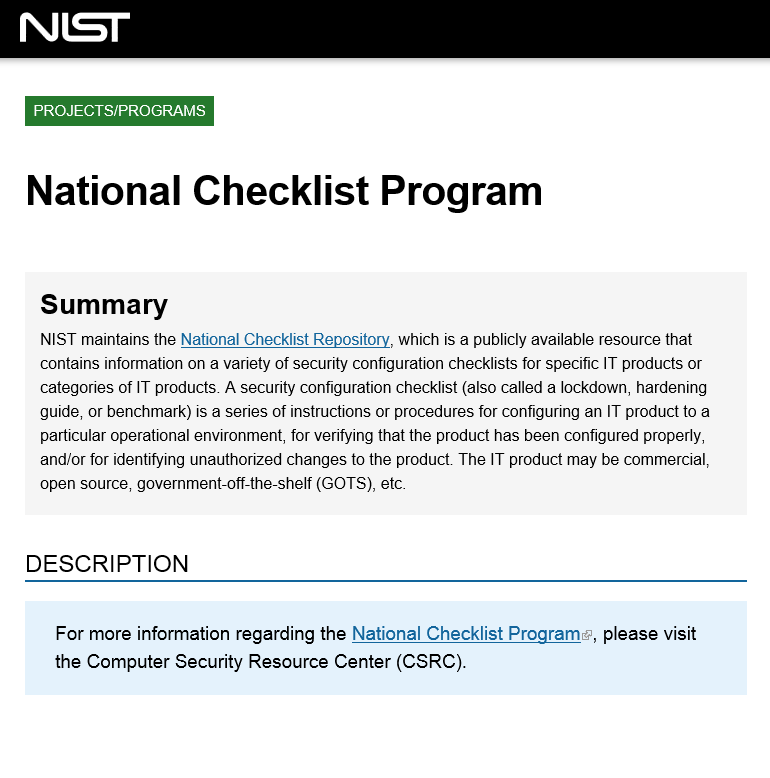 NIST
PROJECTS/PROGRAMS
National Checklist Program
Summary
NIST maintains the National Checklist Repository, which is a publicly available resource that
contains information on a variety of security configuration checklists for specific IT products or
categories of IT products. A security configuration checklist (also called a lockdown, hardening
guide, or benchmark) is a series of instructions or procedures for configuring an IT product to a
particular operational environment, for verifying that the product has been configured properly,
and/or for identifying unauthorized changes to the product. The IT product may be commercial,
open source, government-off-the-shelf (GOTS), etc.
DESCRIPTION
For more information regarding the National Checklist Program, please visit
the Computer Security Resource Center (CSRC).